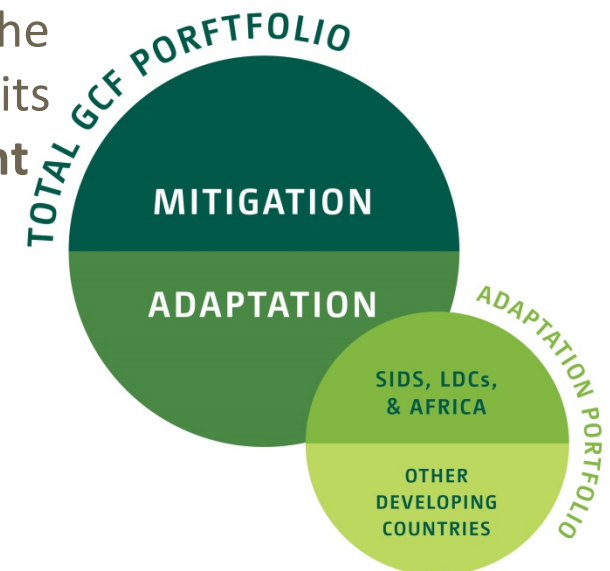 he
its
nt
TOTAL GCF PORFTFOLIO
MITIGATION
ADAPTATION
ADAPTATION PORTFOLIO
SIDS, LDCs,
& AFRICA
OTHER
DEVELOPING
COUNTRIES